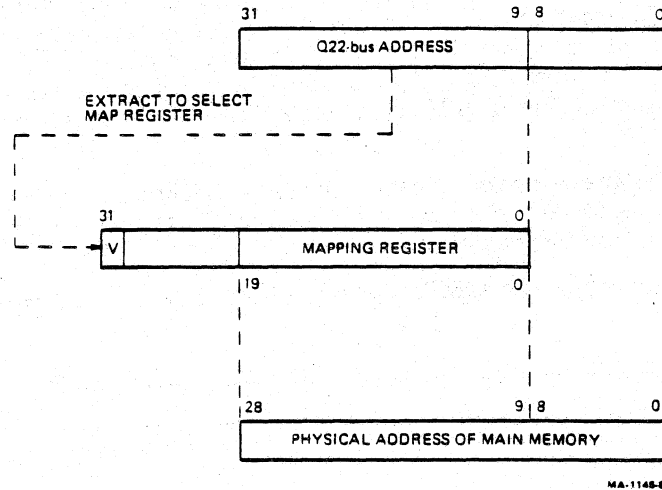 31 9 8 0
Q22-bus ADDRESS
EXTRACT TO SELECT
MAP REGISTER
31 0
V MAPPING REGISTER
19 0
28 9 8 0
PHYSICAL ADDRESS OF MAIN MEMORY